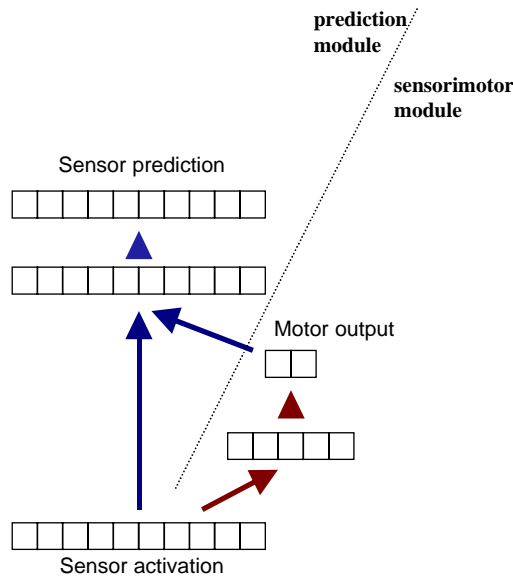 prediction
module
sensorimotor
module
Sensor prediction
Motor output
Sensor activation